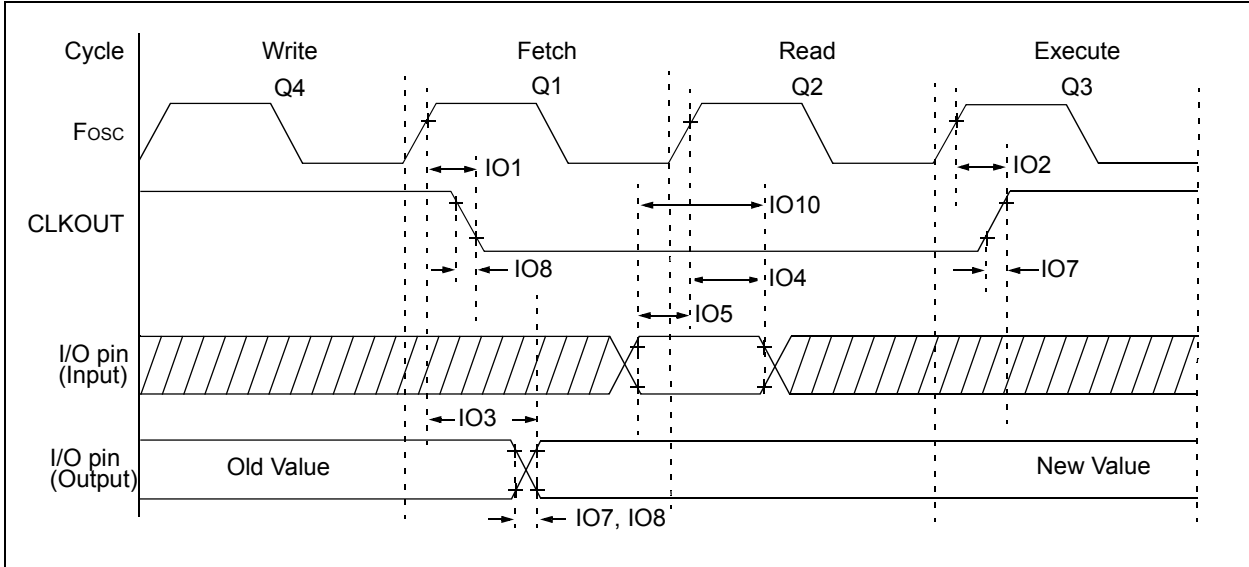 Cycle Write Fetch Read Execute
Q4 Q1 Q2 Q3
FOSC
IO1 IO2
CLKOUT
IO10
IO8 IO4 IO7
IO5
I/O pin
(Input)
IO3
I/O pin
(Output)
Old Value New Value
IO7, IO8